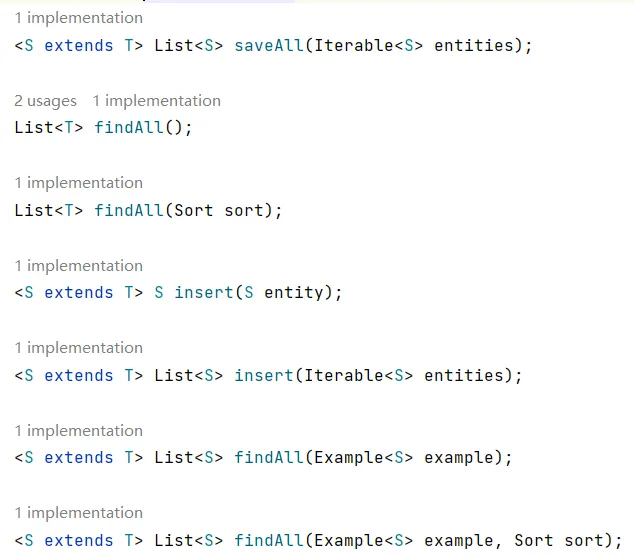 1 implementation
<S extends T> List<S> saveAll(Iterable<S> entities);
2 usages 1 implementation
List<T> findAll();
1 implementation
List<T> findAll(Sort sort);
1 implementation
<S extends T> S insert(S entity);
1 implementation
<S extends T> List<S> insert(Iterable<S> entities);
1 implementation
<S extends T> List<S> findAll(Example<S> example);
1 implementation
<S extends T> List<S> findAll(Example<S> example, Sort sort);